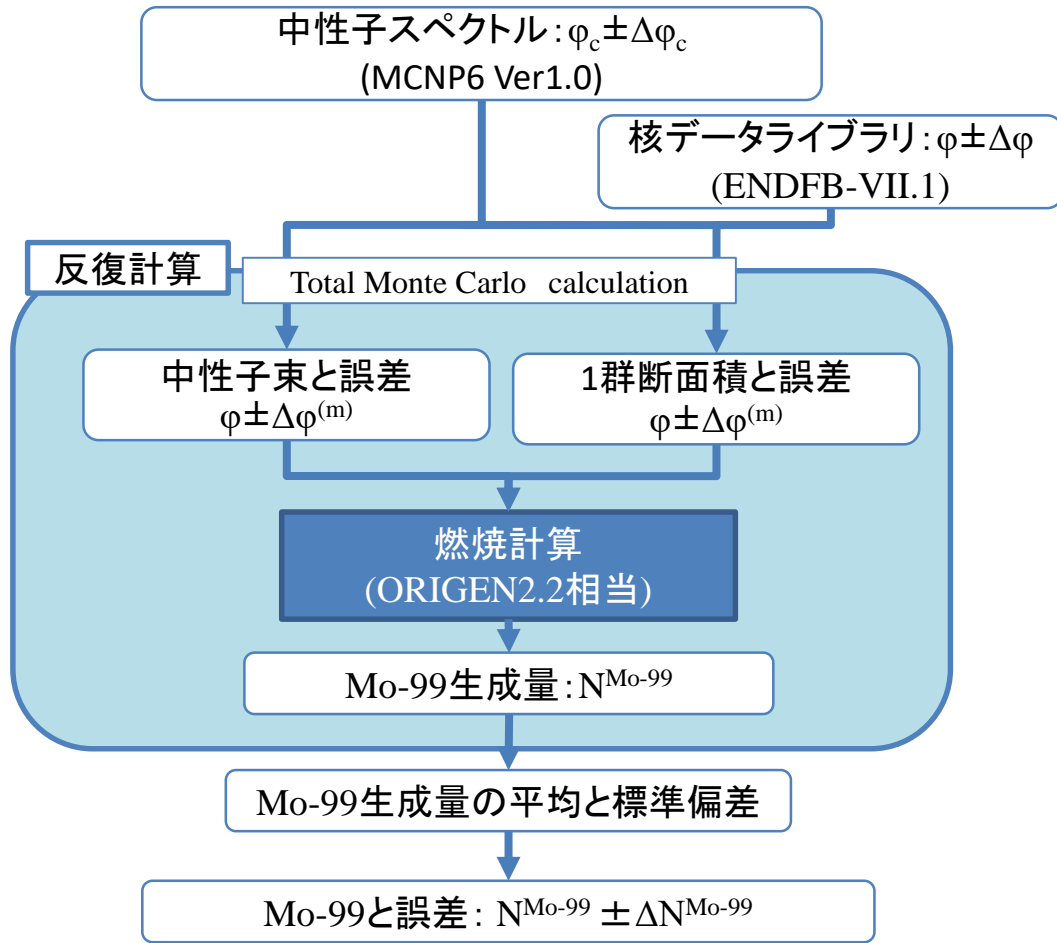 中性子スペクトル:φc±Δφc
(MCNP6 Ver1.0)
核データライブラリ:φ±Δφ
(ENDFB-VII.1)
反復計算
Total Monte Carlo calculation
中性子束と誤差
φ±Δφ(m)
1群断面積と誤差
φ±Δφ(m)
燃焼計算
(ORIGEN2.2相当)
Mo-99生成量:NMo-99
Mo-99生成量の平均と標準偏差
Mo-99と誤差: NMo-99 ±ΔNMo-99